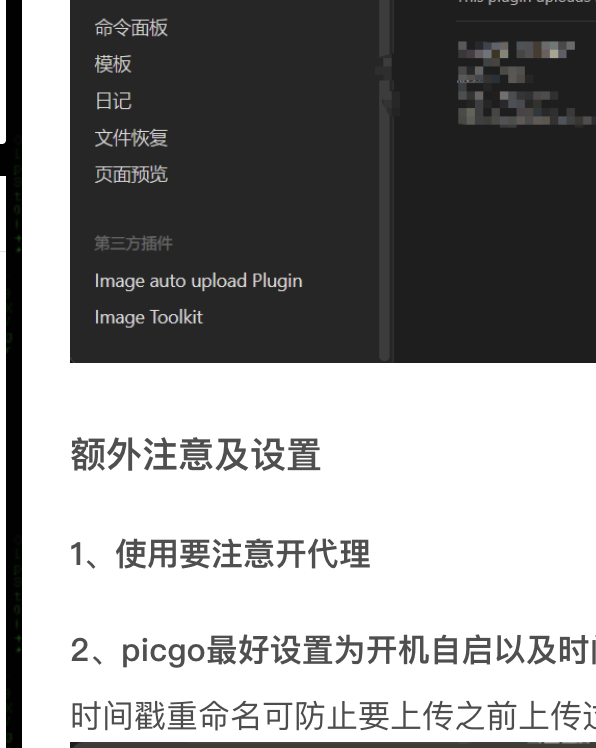 This plugin uploads
命令面板
模板
日记
文件恢复
页面预览
第三方插件
Image auto upload Plugin
Image Toolkit
额外注意及设置
1、使用要注意开代理
2、picgo最好设置为开机自启以及时
时间戳重命名可防止要上传之前上传